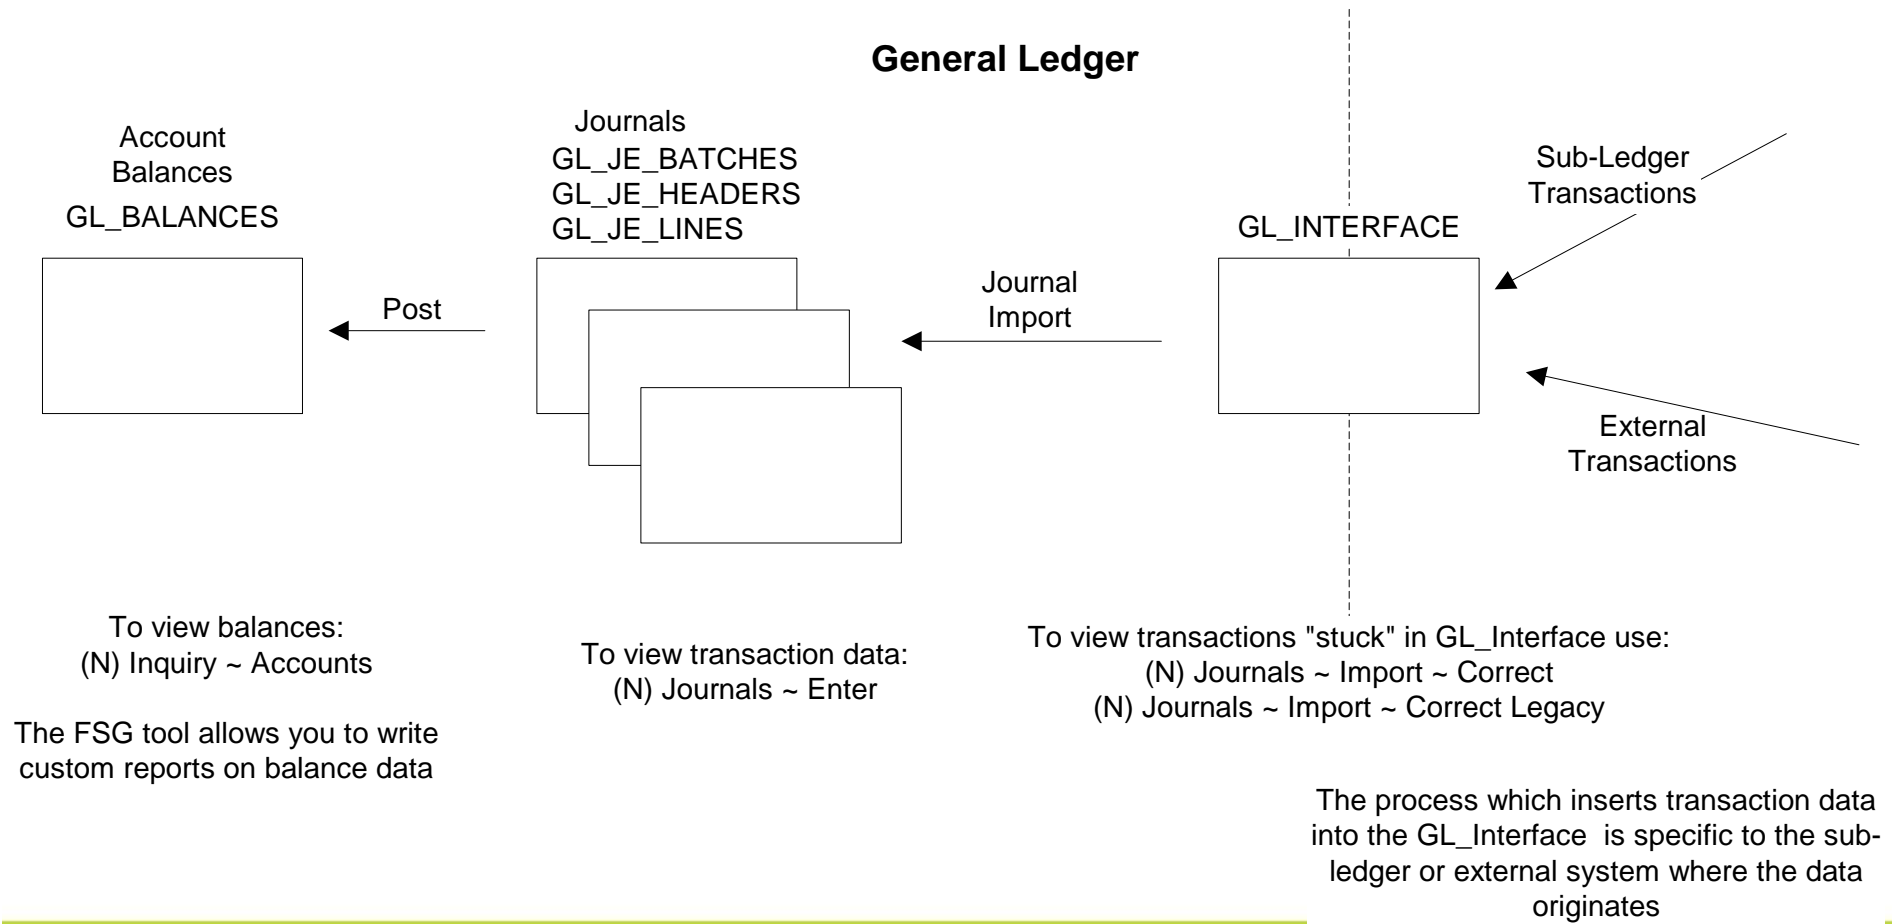 General Ledger
Account
Balances
GL_BALANCES
Journals
GL_JE_BATCHES
GL_JE_HEADERS
GL_JE_LINES
GL_INTERFACE
Sub-Ledger
Transactions
Post
Journal
Import
External
Transactions
To view balances:
(N) Inquiry ~ Accounts
The FSG tool allows you to write
custom reports on balance data
To view transaction data:
(N) Journals ~ Enter
To view transactions "stuck" in GL_Interface use:
(N) Journals ~ Import ~ Correct
(N) Journals ~ Import ~ Correct Legacy
The process which inserts transaction data
into the GL_Interface  is specific to the sub-
ledger or external system where the data
originates